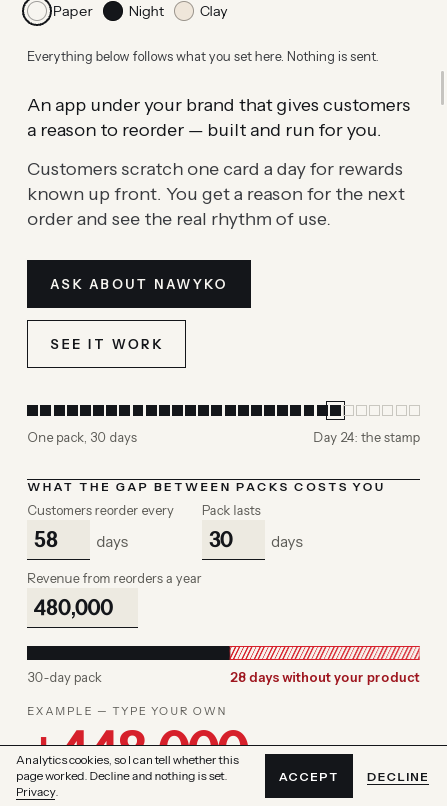 Paper Night Clay
Everything below follows what you set here. Nothing is sent.
An app under your brand that gives customers
a reason to reorder — built and run for you.
Customers scratch one card a day for rewards
known up front. You get a reason for the next
order and see the real rhythm of use.
ASK ABOUT NAWYKO
SEE IT WORK
One pack, 30 days Day 24: the stamp
WHAT THE GAP BETWEEN PACKS COSTS YOU
Customers reorder every Pack lasts
58 days 30 days
Revenue from reorders a year
480,000
30-day pack 28 days without your product
EXAMPLE — TYPE YOUR OWN
+448,000
Analytics cookies, so I can tell whether this
page worked. Decline and nothing is set.
Privacy.
ACCEPT DECLINE